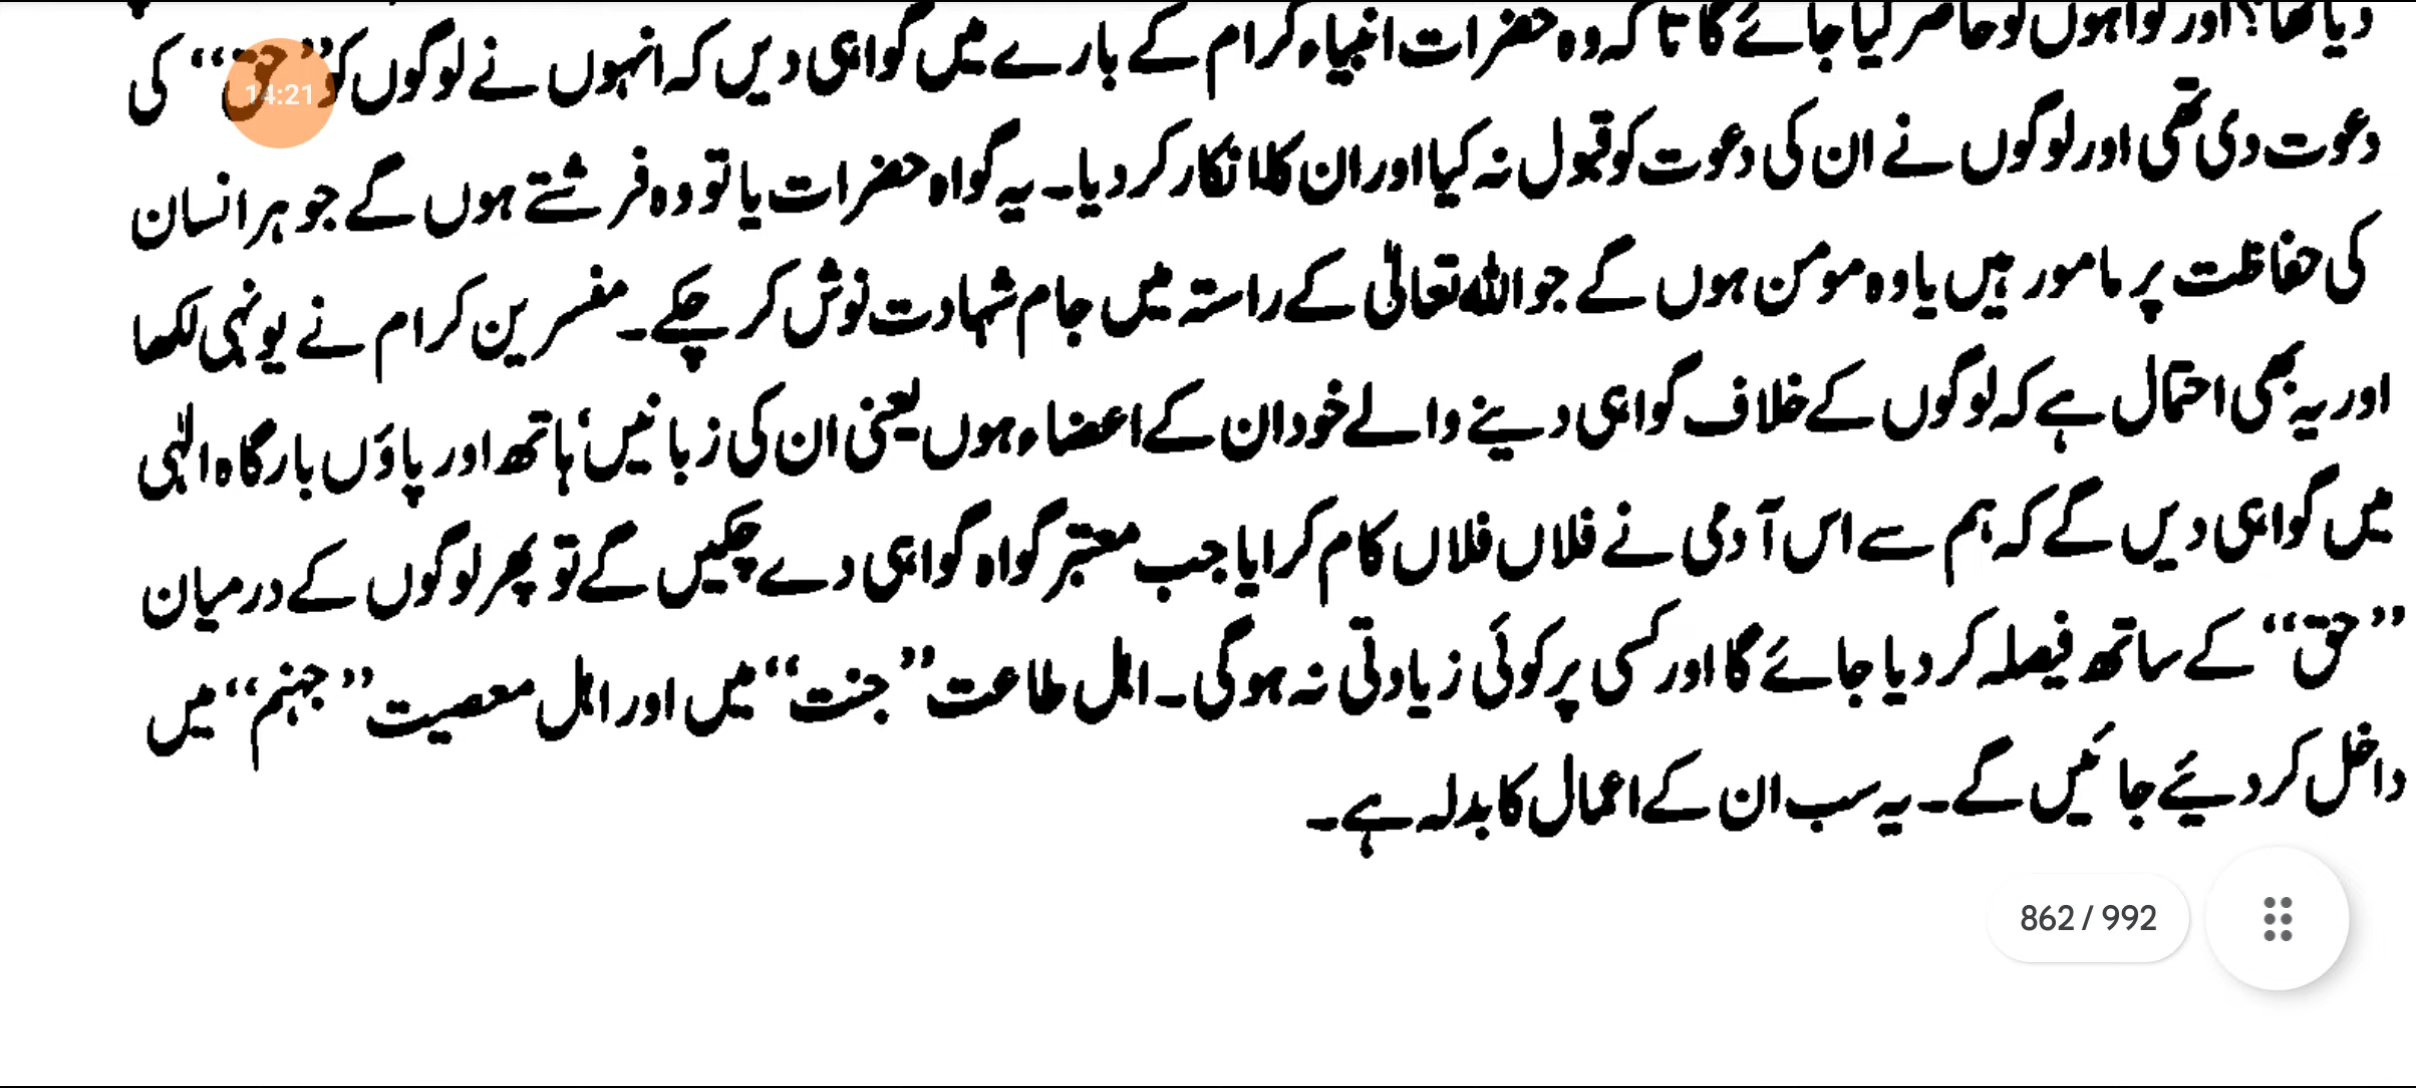 دیا تھا؟ اور گواہوں کو حاضر کیا جائے گا تا کہ وہ حضرات انبیاء کرام کے بارے میں گواہی دیں کہ انہوں نے لوگوں کو ”حق“ کی
14:21
دعوت دی تھی اور لوگوں نے ان کی دعوت کو قبول نہ کیا اور ان کا انکار کر دیا۔ یہ گواہ حضرات یا تو وہ فرشتے ہوں گے جو ہر انسان
کی حفاظت پر مامور ہیں یا وہ مومن ہوں گے جو اللہ تعالیٰ کے راستہ میں جام شہادت نوش کر چکے۔ مفسرین کرام نے یونہی لکھا
اور یہ بھی احتمال ہے کہ لوگوں کے خلاف گواہی دینے والے خود ان کے اعضاء ہوں یعنی ان کی زبانیں، ہاتھ اور پاؤں بارگاہ الٰہی
میں گواہی دیں گے کہ ہم سے اس آدمی نے فلاں فلاں کام کرایا جب معتبر گواہ گواہی دے چکیں گے تو پھر لوگوں کے درمیان
”حق“ کے ساتھ فیصلہ کر دیا جائے گا اور کسی پر کوئی زیادتی نہ ہو گی۔ اہل طاعت ”جنت“ میں اور اہل معصیت ”جہنم“ میں
داخل کر دیئے جائیں گے۔ یہ سب ان کے اعمال کا بدلہ ہے۔
862 / 992